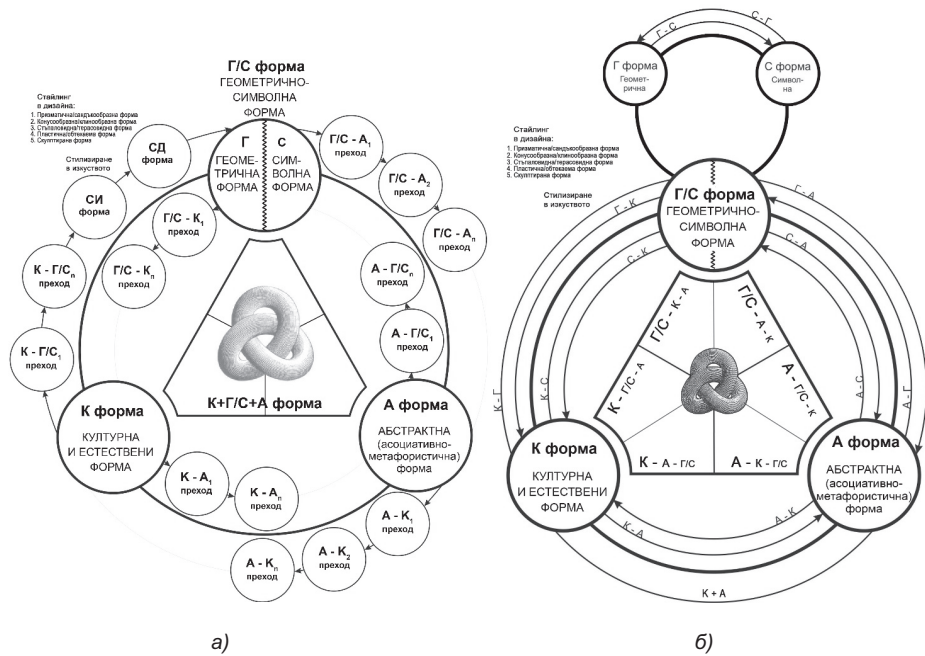 Г/С форма
ГЕОМЕТРИЧНО-
СИМВОЛНА
ФОРМА
Стайлинг
в дизайна:
1. Призматична/сандъкообразна форма
2. Конусообразна/клинообразна форма
3. Стъпаловидна/терасовидна форма
4. Пластична/обтекаема форма
5. Скулптирана форма
Стилизиране
в изкуството
СД
форма
СИ
форма
Г
ГЕОМЕ-
ТРИЧНА
ФОРМА
С
СИМ-
ВОЛНА
ФОРМА
Г/С - А1
преход
Г/С - А2
преход
Г/С - Аn
преход
Г/С - К1
преход
Г/С - Кn
преход
К - Г/Сn
преход
К - Г/С1
преход
А - Г/Сn
преход
А - Г/С1
преход
К+Г/С+А форма
К форма
КУЛТУРНА
И ЕСТЕСТВЕНИ
ФОРМА
А форма
АБСТРАКТНА
(асоциативно-
метафористична)
форма
К - А1
преход
К - Аn
преход
А - К1
преход
А - К2
преход
А - Кn
преход
а)
С - Г
Г - С
Г форма
Геомет-
рична
С форма
Символ-
на
Стайлинг
в дизайна:
1. Призматична/сандъкообразна форма
2. Конусообразна/клинообразна форма
3. Стъпаловидна/терасовидна форма
4. Пластична/обтекаема форма
5. Скулптирана форма
Стилизиране
в изкуството
Г/С форма
ГЕОМЕТРИЧНО-
СИМВОЛНА
ФОРМА
Г - К
С - К
Г - А
С - А
Г/С - К - А
Г/С - А - К
К - Г/С - А
А - Г/С - К
К - А - Г/С
А - К - Г/С
К - Г
К - С
А - С
А - Г
К форма
КУЛТУРНА
И ЕСТЕСТВЕНИ
ФОРМА
А форма
АБСТРАКТНА
(асоциативно-
метафористична)
форма
К - А
А - К
К + А
б)